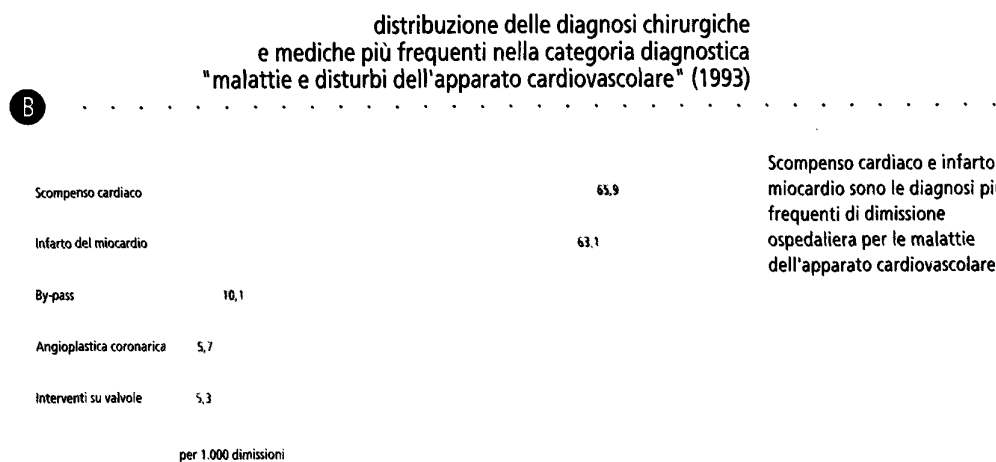 distribuzione delle diagnosi chirurgiche
e mediche più frequenti nella categoria diagnostica
"malattie e disturbi dell'apparato cardiovascolare" (1993)
B
Scompenso cardiaco 65,9
Infarto del miocardio 63,1
By-pass 10,1
Angioplastica coronarica 5,7
Interventi su valvole 5,3
per 1.000 dimissioni
Scompenso cardiaco e infarto
miocardio sono le diagnosi pi
frequenti di dimissione
ospedaliera per le malattie
dell'apparato cardiovascolare